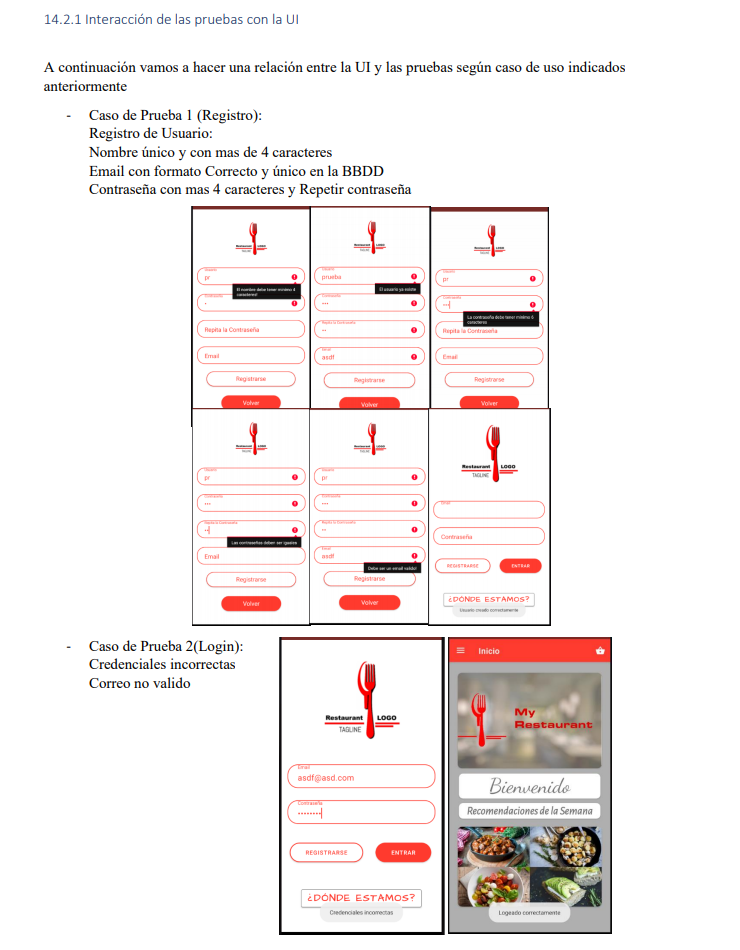 14.2.1 Interacción de las pruebas con la UI
A continuación vamos a hacer una relación entre la UI y las pruebas según caso de uso indicados
anteriormente
- Caso de Prueba 1 (Registro):
Registro de Usuario:
Nombre único y con mas de 4 caracteres
Email con formato Correcto y único en la BBDD
Contraseña con mas 4 caracteres y Repetir contraseña
Restaurant LOGO
TAGLINE
Usuario
pr
El nombre debe tener minimo 4
caracteres!
Contraseña
Repita la Contraseña
Email
Registrarse
Volver
Restaurant LOGO
TAGLINE
Usuario
prueba
El usuario ya existe
Contraseña
Repita la Contraseña
Email
asdf
Registrarse
Volver
Restaurant LOGO
TAGLINE
Usuario
pr
Contraseña
La contraseña debe tener minimo 6
caracteres
Repita la Contraseña
Email
Registrarse
Volver
Restaurant LOGO
TAGLINE
Usuario
pr
Contraseña
Repita la Contraseña
Las contraseñas deben ser iguales
Email
Registrarse
Volver
Restaurant LOGO
TAGLINE
Usuario
pr
Contraseña
Repita la Contraseña
Email
asdf
Debe ser un email valido!
Registrarse
Volver
Restaurant LOGO
TAGLINE
Email
Contraseña
REGISTRARSE ENTRAR
¿DONDE ESTAMOS?
Usuario creado correctamente
- Caso de Prueba 2(Login):
Credenciales incorrectas
Correo no valido
Restaurant LOGO
TAGLINE
Email
asdf@asd.com
Contraseña
REGISTRARSE ENTRAR
¿DONDE ESTAMOS?
Credenciales incorrectas
Inicio
My
Restaurant
Bienvenido
Recomendaciones de la Semana
Logeado correctamente